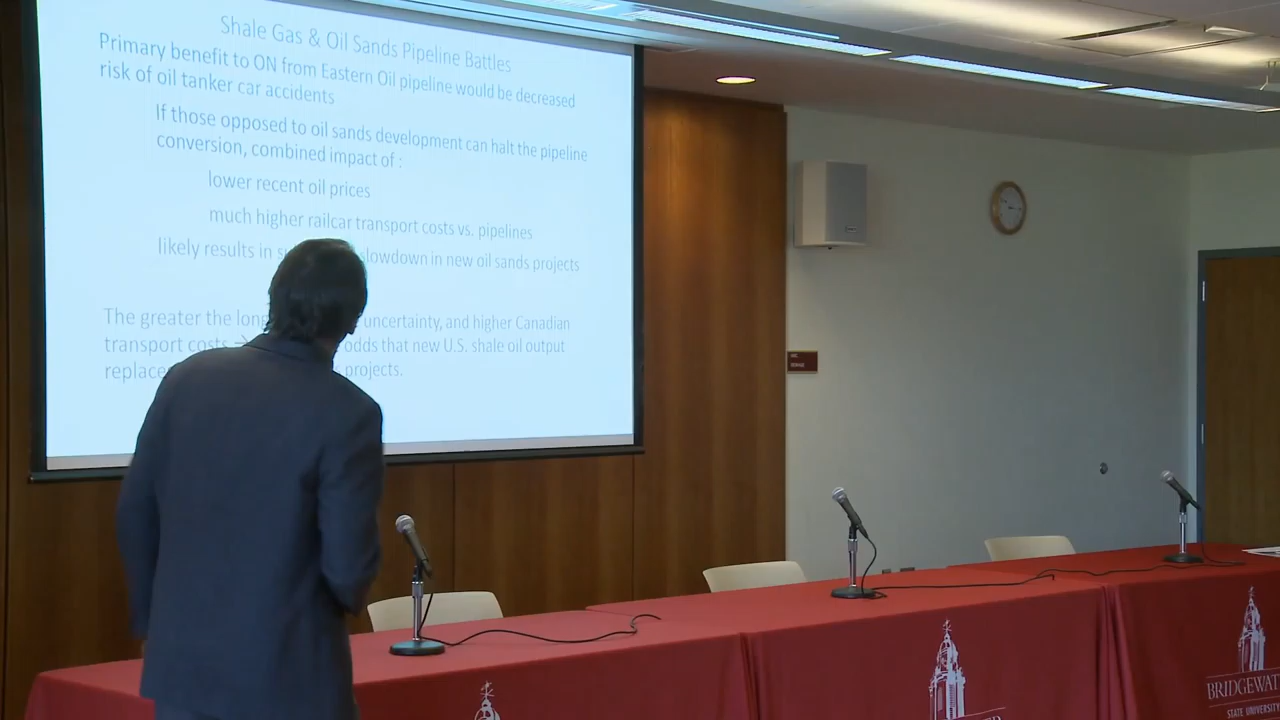 Shale Gas & Oil Sands Pipeline Battles
Primary benefit to ON from Eastern Oil pipeline would be decreased
risk of oil tanker car accidents
If those opposed to oil sands development can halt the pipeline
conversion, combined impact of :
lower recent oil prices
much higher railcar transport costs vs. pipelines
likely results in slowdown in new oil sands projects
The greater the uncertainty, and higher Canadian
transport costs odds that new U.S. shale oil output
projects.
BRIDGEWAT
STATE UNIVERSITY